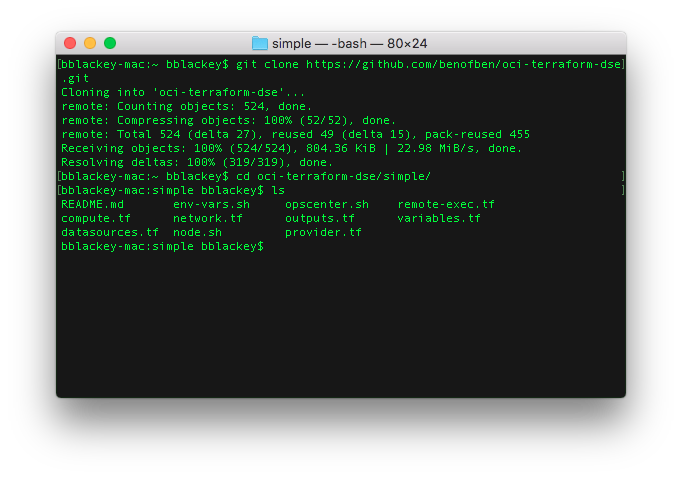 simple — -bash — 80×24
[bblackey-mac:~ bblackey$ git clone https://github.com/benofben/oci-terraform-dse]
.git
Cloning into 'oci-terraform-dse'...
remote: Counting objects: 524, done.
remote: Compressing objects: 100% (52/52), done.
remote: Total 524 (delta 27), reused 49 (delta 15), pack-reused 455
Receiving objects: 100% (524/524), 804.36 KiB | 22.98 MiB/s, done.
Resolving deltas: 100% (319/319), done.
[bblackey-mac:~ bblackey$ cd oci-terraform-dse/simple/ ]
[bblackey-mac:simple bblackey$ ls ]
README.md env-vars.sh opscenter.sh remote-exec.tf
compute.tf network.tf outputs.tf variables.tf
datasources.tf node.sh provider.tf
bblackey-mac:simple bblackey$